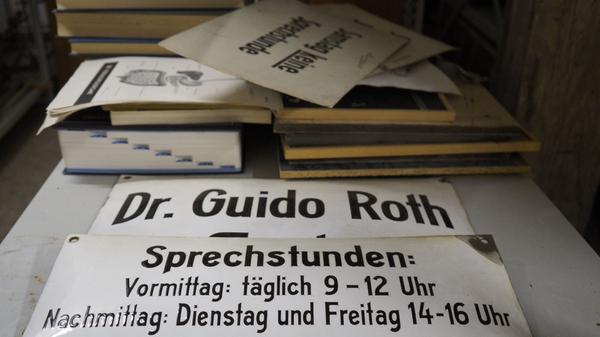 Samstag keine
Sprechstunde
Dr. Guido Roth
Sprechstunden:
Vormittag: täglich 9 – 12 Uhr
Nachmittag: Dienstag und Freitag 14-16 Uhr